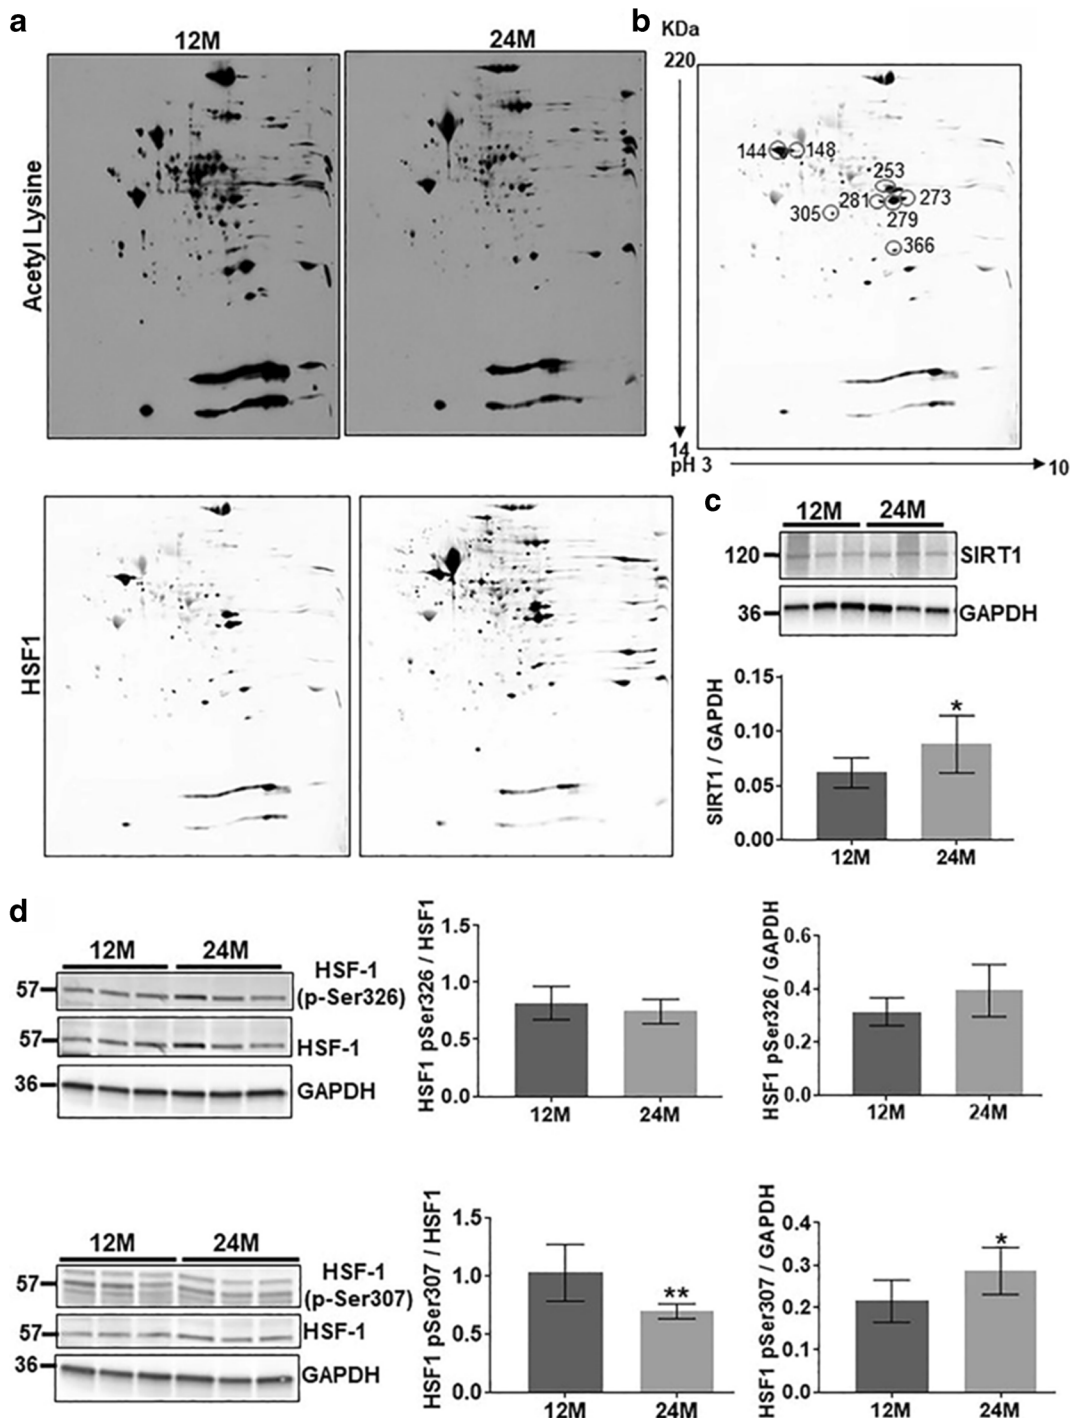 a
12M 24M
Acetyl Lysine
HSF1
b KDa
220
144 148
253
281 273
305 279
366
14
pH 3 10
c
12M 24M
120 SIRT1
36 GAPDH
SIRT1 / GAPDH
0.15
0.10
0.05
0.00
*
12M 24M
d
12M 24M
57 HSF-1
(p-Ser326)
57 HSF-1
36 GAPDH
HSF1 pSer326 / HSF1
1.5
1.0
0.5
0.0
12M 24M
HSF1 pSer326 / GAPDH
0.6
0.4
0.2
0.0
12M 24M
12M 24M
57 HSF-1
(p-Ser307)
57 HSF-1
36 GAPDH
HSF1 pSer307 / HSF1
1.5
1.0
0.5
0.0
**
12M 24M
HSF1 pSer307 / GAPDH
0.4
0.3
0.2
0.1
0.0
*
12M 24M